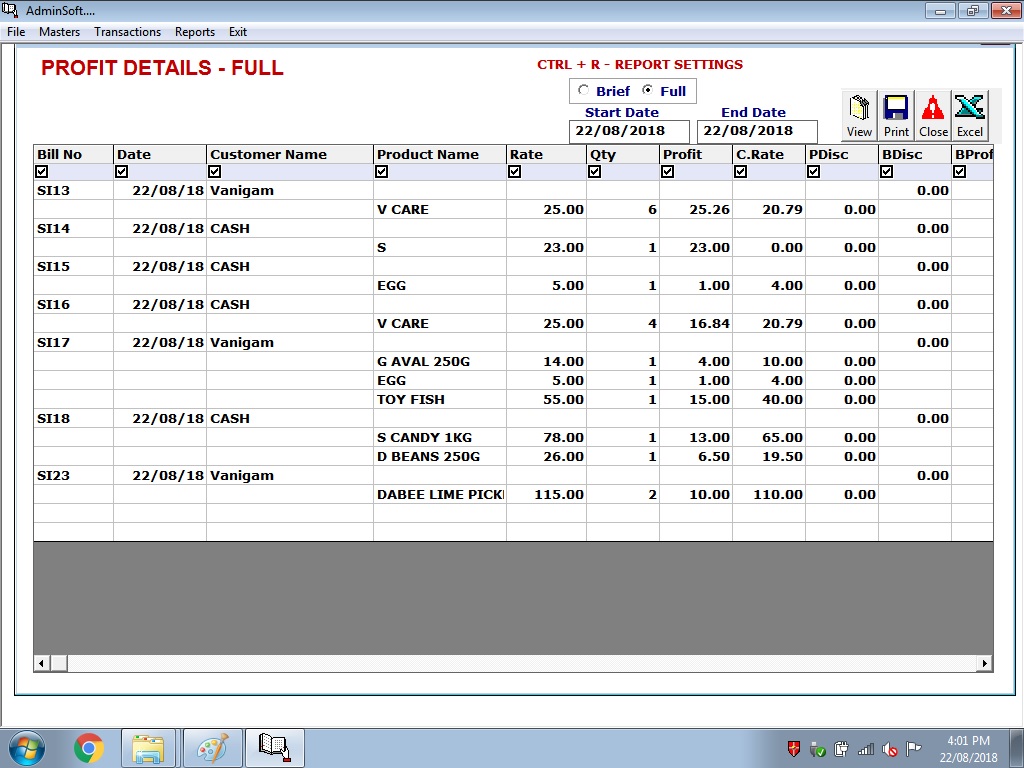 AdminSoft....
File Masters Transactions Reports Exit
PROFIT DETAILS - FULL
CTRL + R - REPORT SETTINGS
Brief Full
Start Date End Date
22/08/2018 22/08/2018
View Print Close Excel
Bill No Date Customer Name Product Name Rate Qty Profit C.Rate PDisc BDisc BProf
SI13 22/08/18 Vanigam 0.00
V CARE 25.00 6 25.26 20.79 0.00
SI14 22/08/18 CASH 0.00
S 23.00 1 23.00 0.00 0.00
SI15 22/08/18 CASH 0.00
EGG 5.00 1 1.00 4.00 0.00
SI16 22/08/18 CASH 0.00
V CARE 25.00 4 16.84 20.79 0.00
SI17 22/08/18 Vanigam 0.00
G AVAL 250G 14.00 1 4.00 10.00 0.00
EGG 5.00 1 1.00 4.00 0.00
TOY FISH 55.00 1 15.00 40.00 0.00
SI18 22/08/18 CASH 0.00
S CANDY 1KG 78.00 1 13.00 65.00 0.00
D BEANS 250G 26.00 1 6.50 19.50 0.00
SI23 22/08/18 Vanigam 0.00
DABEE LIME PICK 115.00 2 10.00 110.00 0.00
4:01 PM
22/08/2018